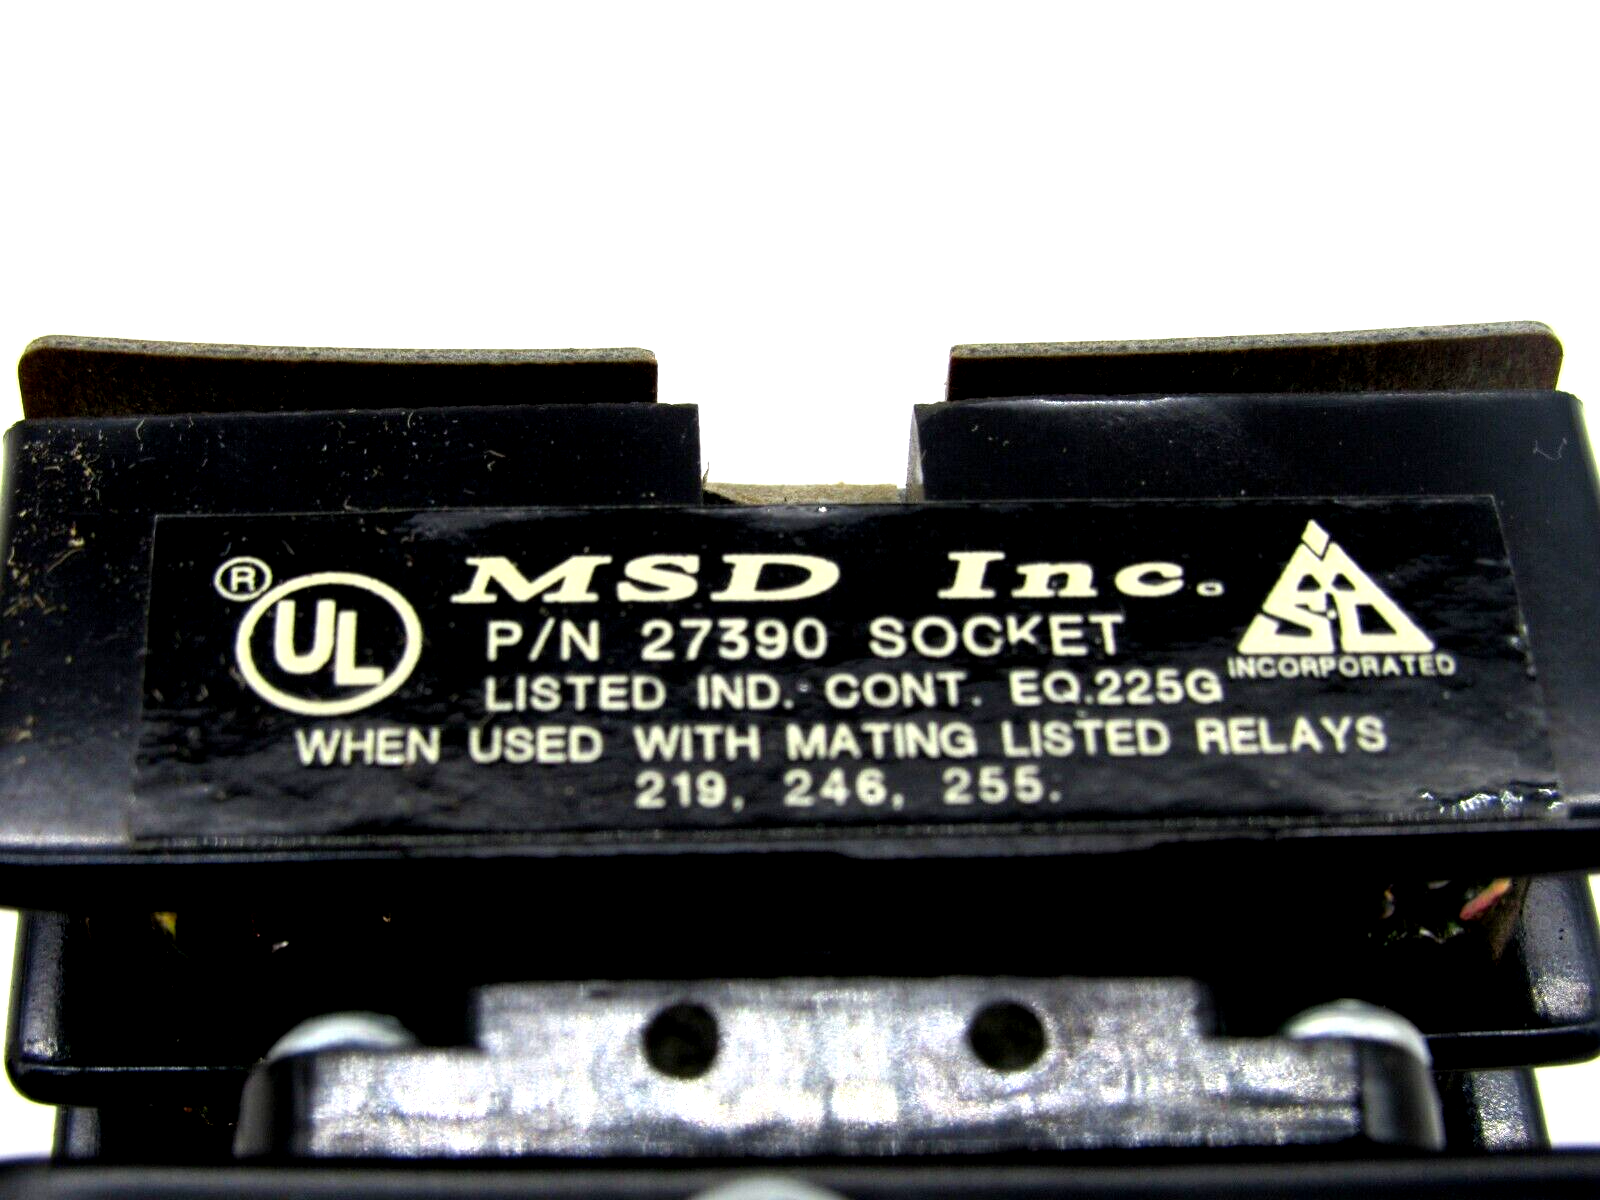 ® UL MSD Inc. MSD
P/N 27390 SOCKET
INCORPORATED
LISTED IND. CONT. EQ.225G
WHEN USED WITH MATING LISTED RELAYS
219, 246, 255.